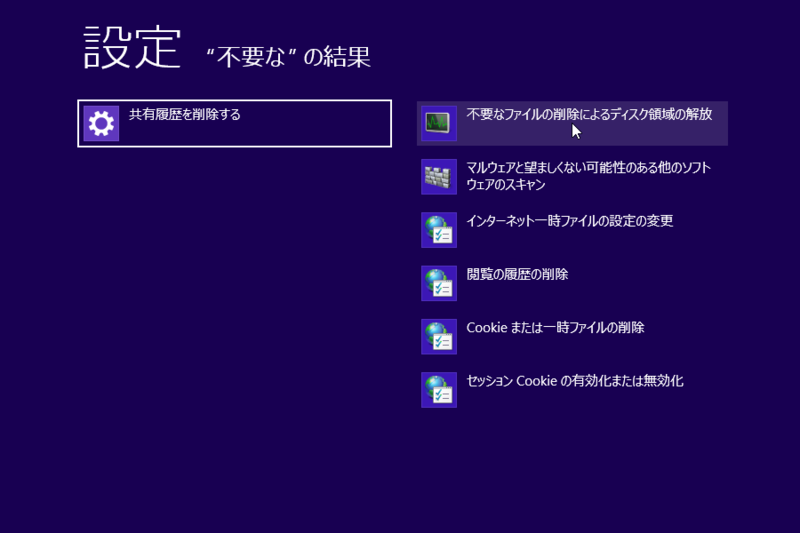 設定 “不要な” の結果
共有履歴を削除する
不要なファイルの削除によるディスク領域の解放
マルウェアと望ましくない可能性のある他のソフト
ウェアのスキャン
インターネット一時ファイルの設定の変更
閲覧の履歴の削除
Cookie または一時ファイルの削除
セッション Cookie の有効化または無効化